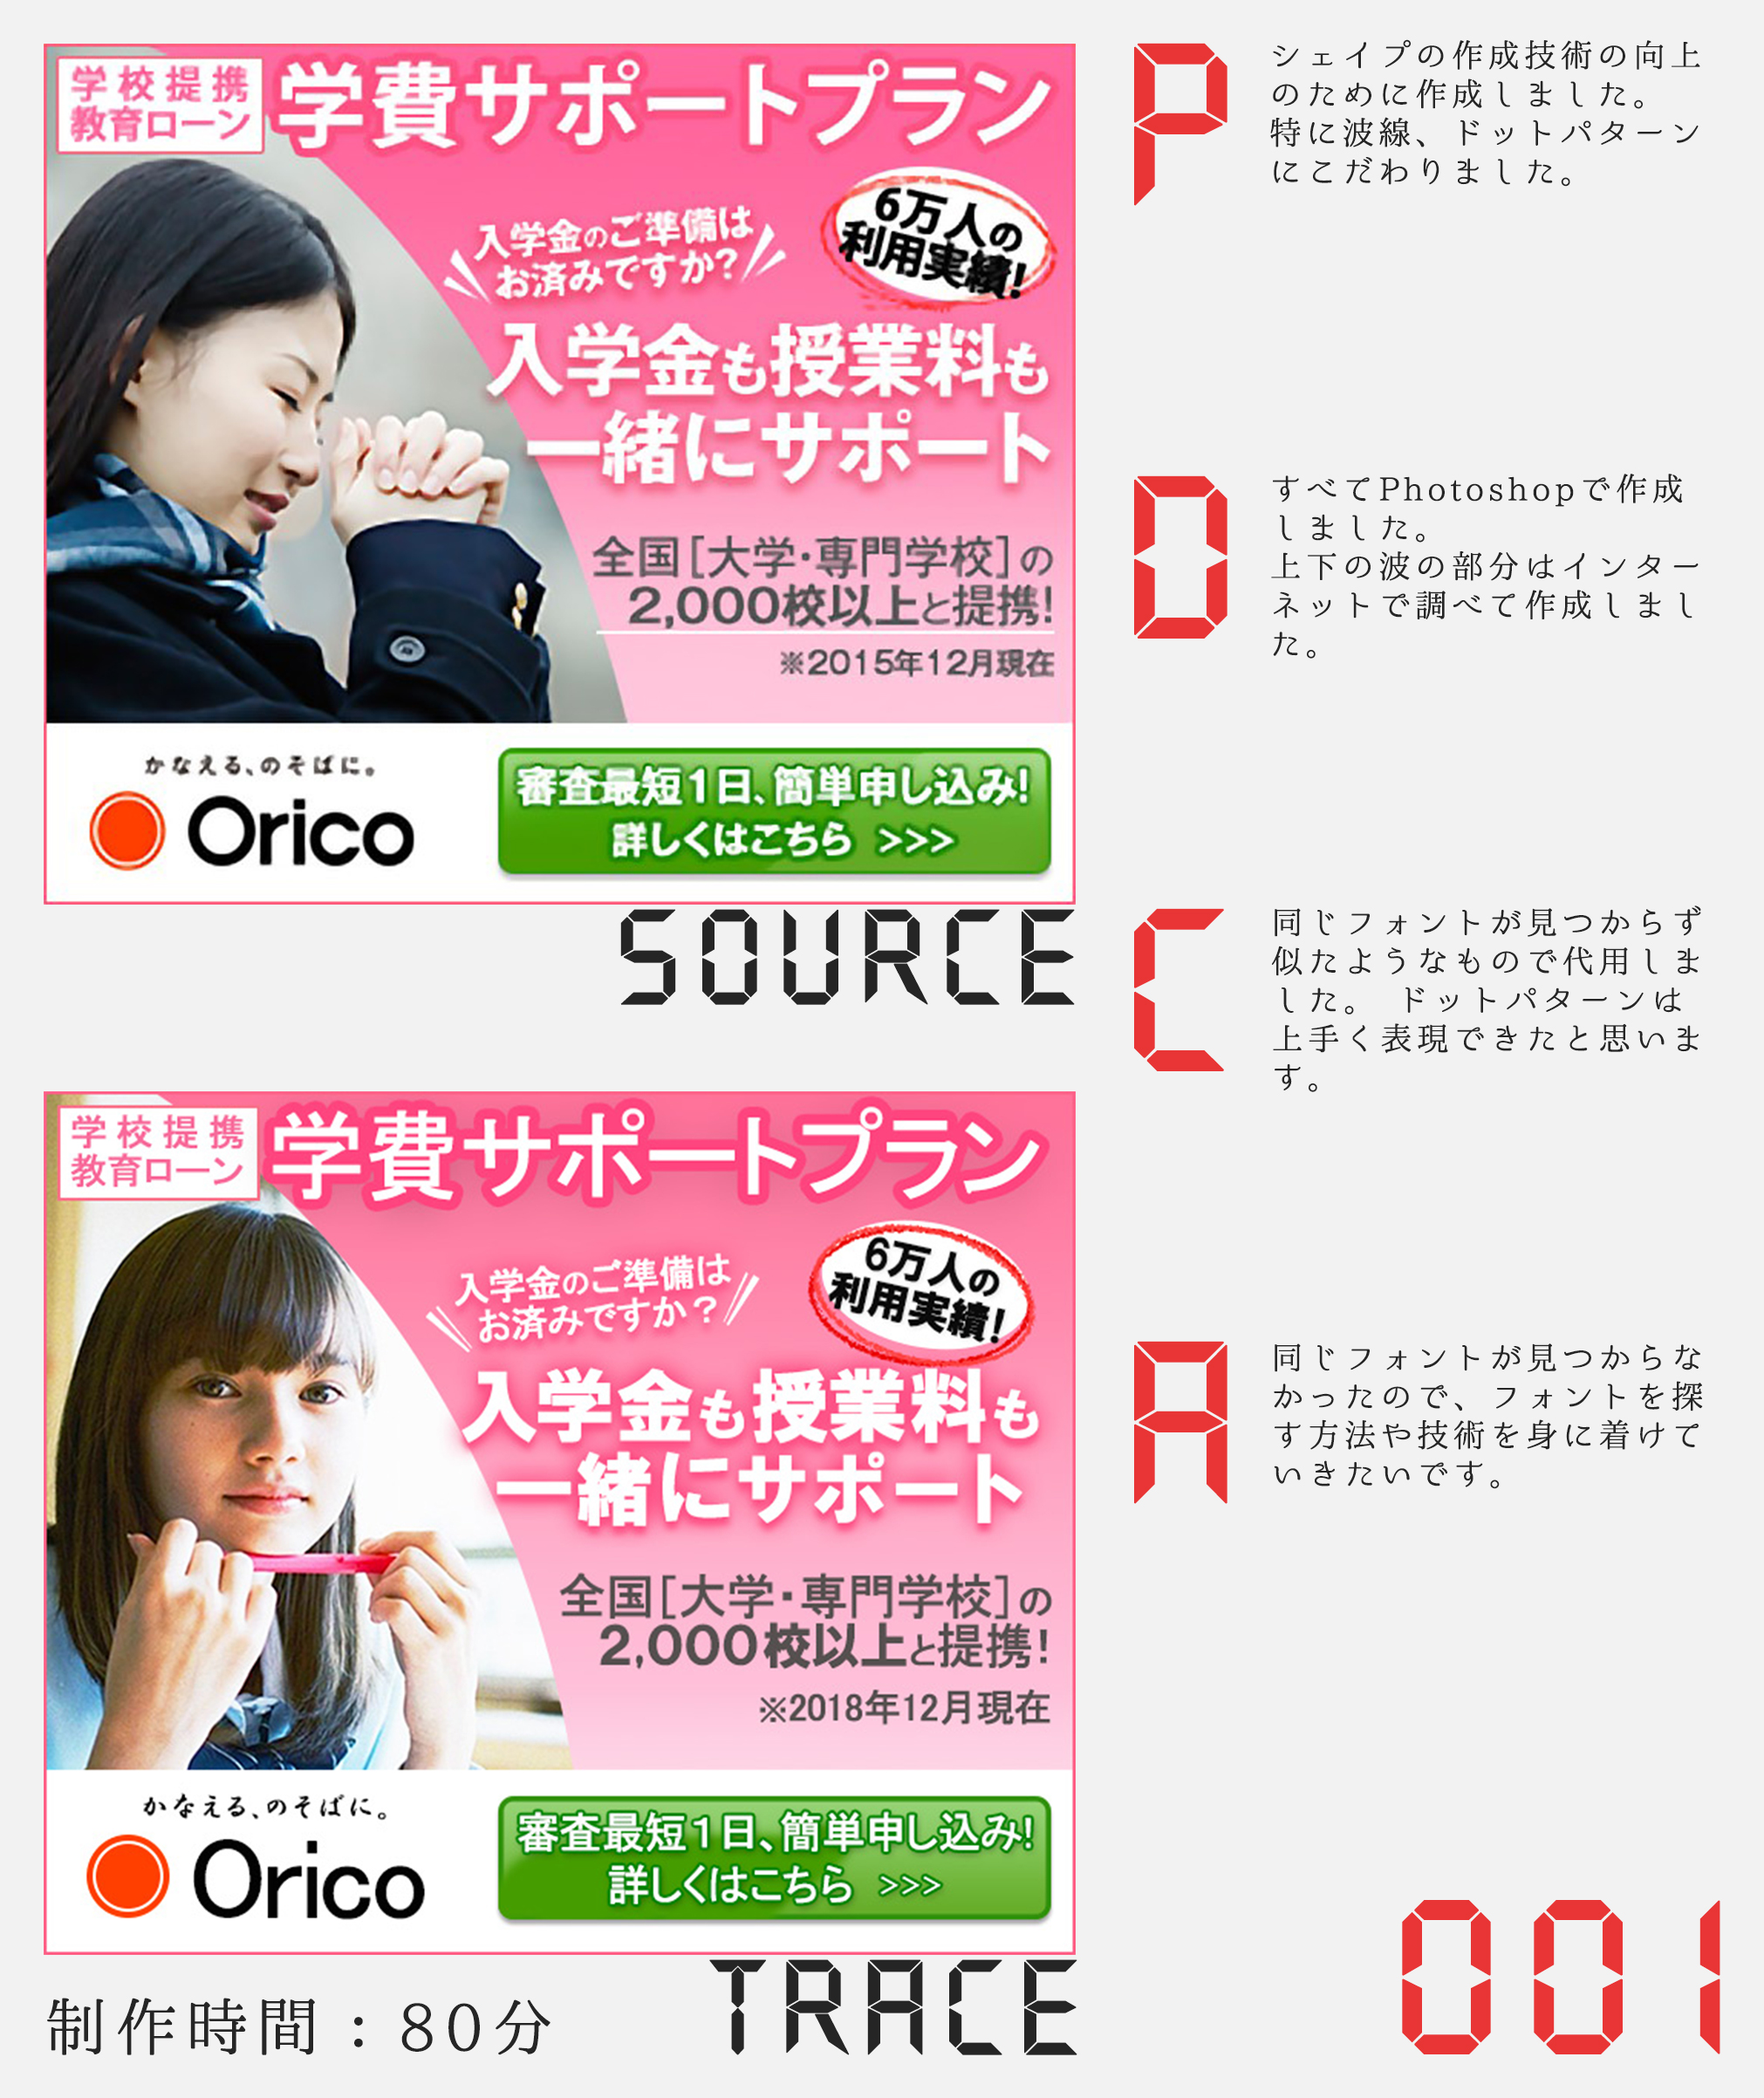 学校提携
教育ローン
学費サポートプラン
入学金のご準備は
お済みですか?
6万人の
利用実績!
入学金も授業料も
一緒にサポート
全国[大学・専門学校]の
2,000校以上と提携!
※2015年12月現在
かなえる、のそばに。
Orico
審査最短1日、簡単申し込み!
詳しくはこちら >>>
SOURCE
学校提携
教育ローン
学費サポートプラン
入学金のご準備は
お済みですか？
6万人の
利用実績!
入学金も授業料も
一緒にサポート
全国[大学・専門学校]の
2,000校以上と提携!
※2018年12月現在
かなえる、のそばに。
Orico
審査最短1日、簡単申し込み!
詳しくはこちら >>>
TRACE
制作時間：80分
P
シェイプの作成技術の向上
のために作成しました。
特に波線、ドットパターン
にこだわりました。
D
すべてPhotoshopで作成
しました。
上下の波の部分はインター
ネットで調べて作成しまし
た。
C
同じフォントが見つからず
似たようなもので代用しま
した。 ドットパターンは
上手く表現できたと思いま
す。
A
同じフォントが見つからな
かったので、フォントを探
す方法や技術を身に着けて
いきたいです。
001